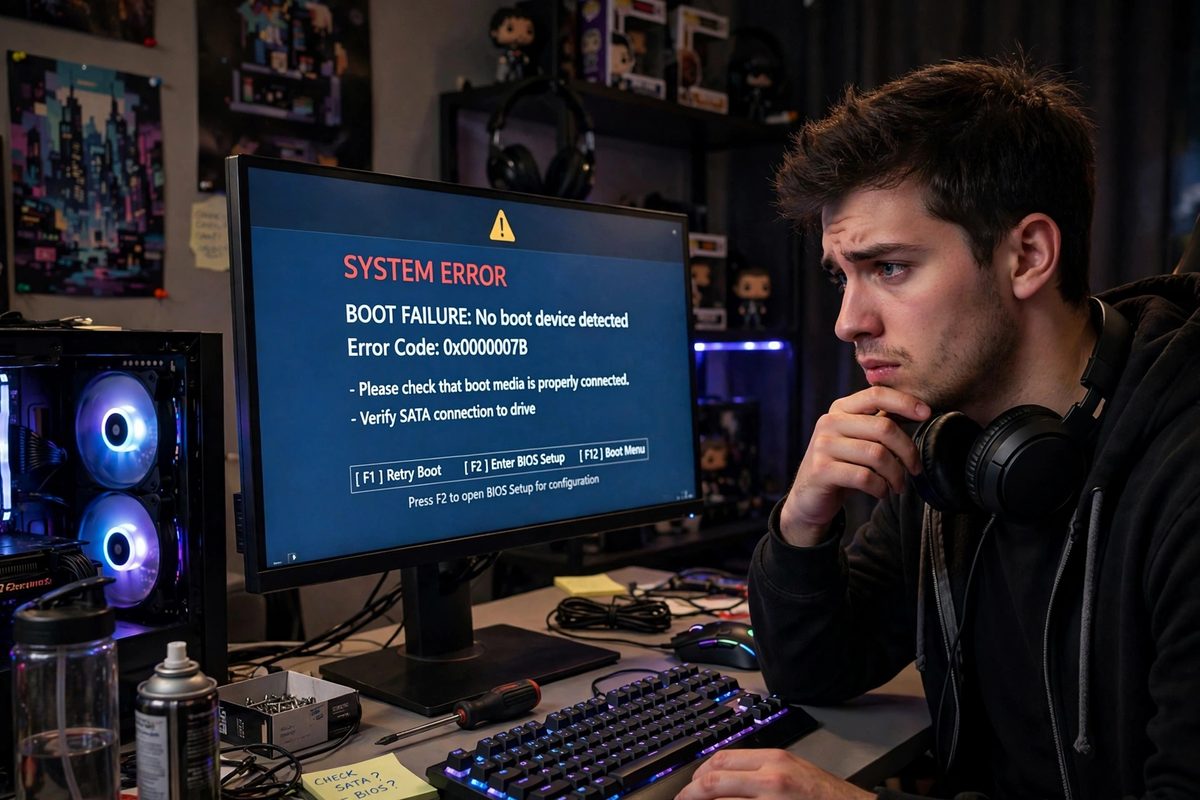 SYSTEM ERROR
BOOT FAILURE: No boot device detected
Error Code: 0x0000007B
- Please check that boot media is properly connected.
- Verify SATA connection to drive
[ F1 ] Retry Boot [ F2 ] Enter BIOS Setup [ F12 ] Boot Menu
Press F2 to open BIOS Setup for configuration
CHECK
SATA?
- BIOS?